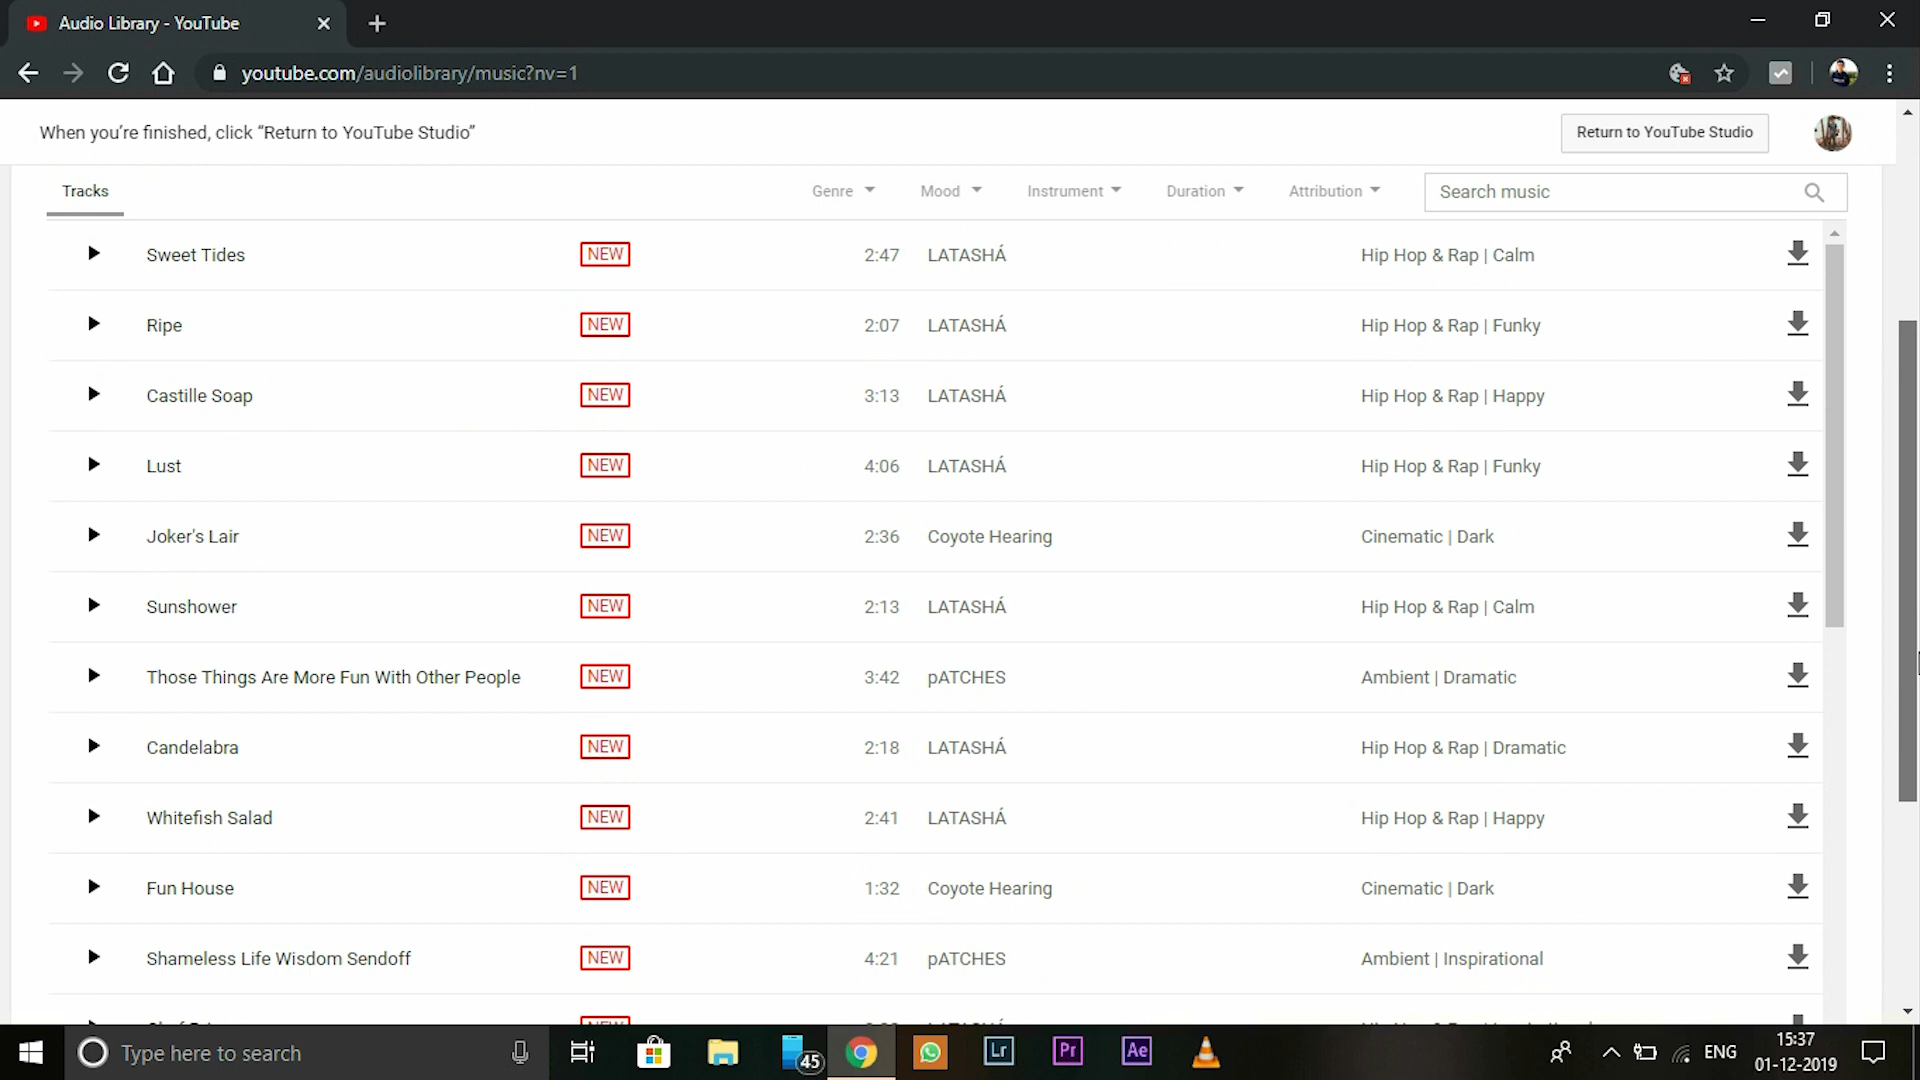 Audio Library - YouTube
youtube.com/audiolibrary/music?nv=1
When you're finished, click “Return to YouTube Studio”
Return to YouTube Studio
Tracks Genre Mood Instrument Duration Attribution Search music
Sweet Tides NEW 2:47 LATASHÁ Hip Hop & Rap | Calm
Ripe NEW 2:07 LATASHÁ Hip Hop & Rap | Funky
Castille Soap NEW 3:13 LATASHÁ Hip Hop & Rap | Happy
Lust NEW 4:06 LATASHÁ Hip Hop & Rap | Funky
Joker's Lair NEW 2:36 Coyote Hearing Cinematic | Dark
Sunshower NEW 2:13 LATASHÁ Hip Hop & Rap | Calm
Those Things Are More Fun With Other People NEW 3:42 pATCHES Ambient | Dramatic
Candelabra NEW 2:18 LATASHÁ Hip Hop & Rap | Dramatic
Whitefish Salad NEW 2:41 LATASHÁ Hip Hop & Rap | Happy
Fun House NEW 1:32 Coyote Hearing Cinematic | Dark
Shameless Life Wisdom Sendoff NEW 4:21 pATCHES Ambient | Inspirational
Type here to search 45 Lr Pr Ae ENG 15:37
01-12-2019